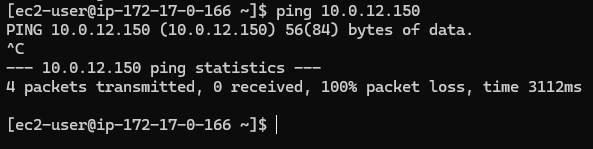 [ec2-user@ip-172-17-0-166 ~]$ ping 10.0.12.150
PING 10.0.12.150 (10.0.12.150) 56(84) bytes of data.
^C
--- 10.0.12.150 ping statistics ---
4 packets transmitted, 0 received, 100% packet loss, time 3112ms
[ec2-user@ip-172-17-0-166 ~]$